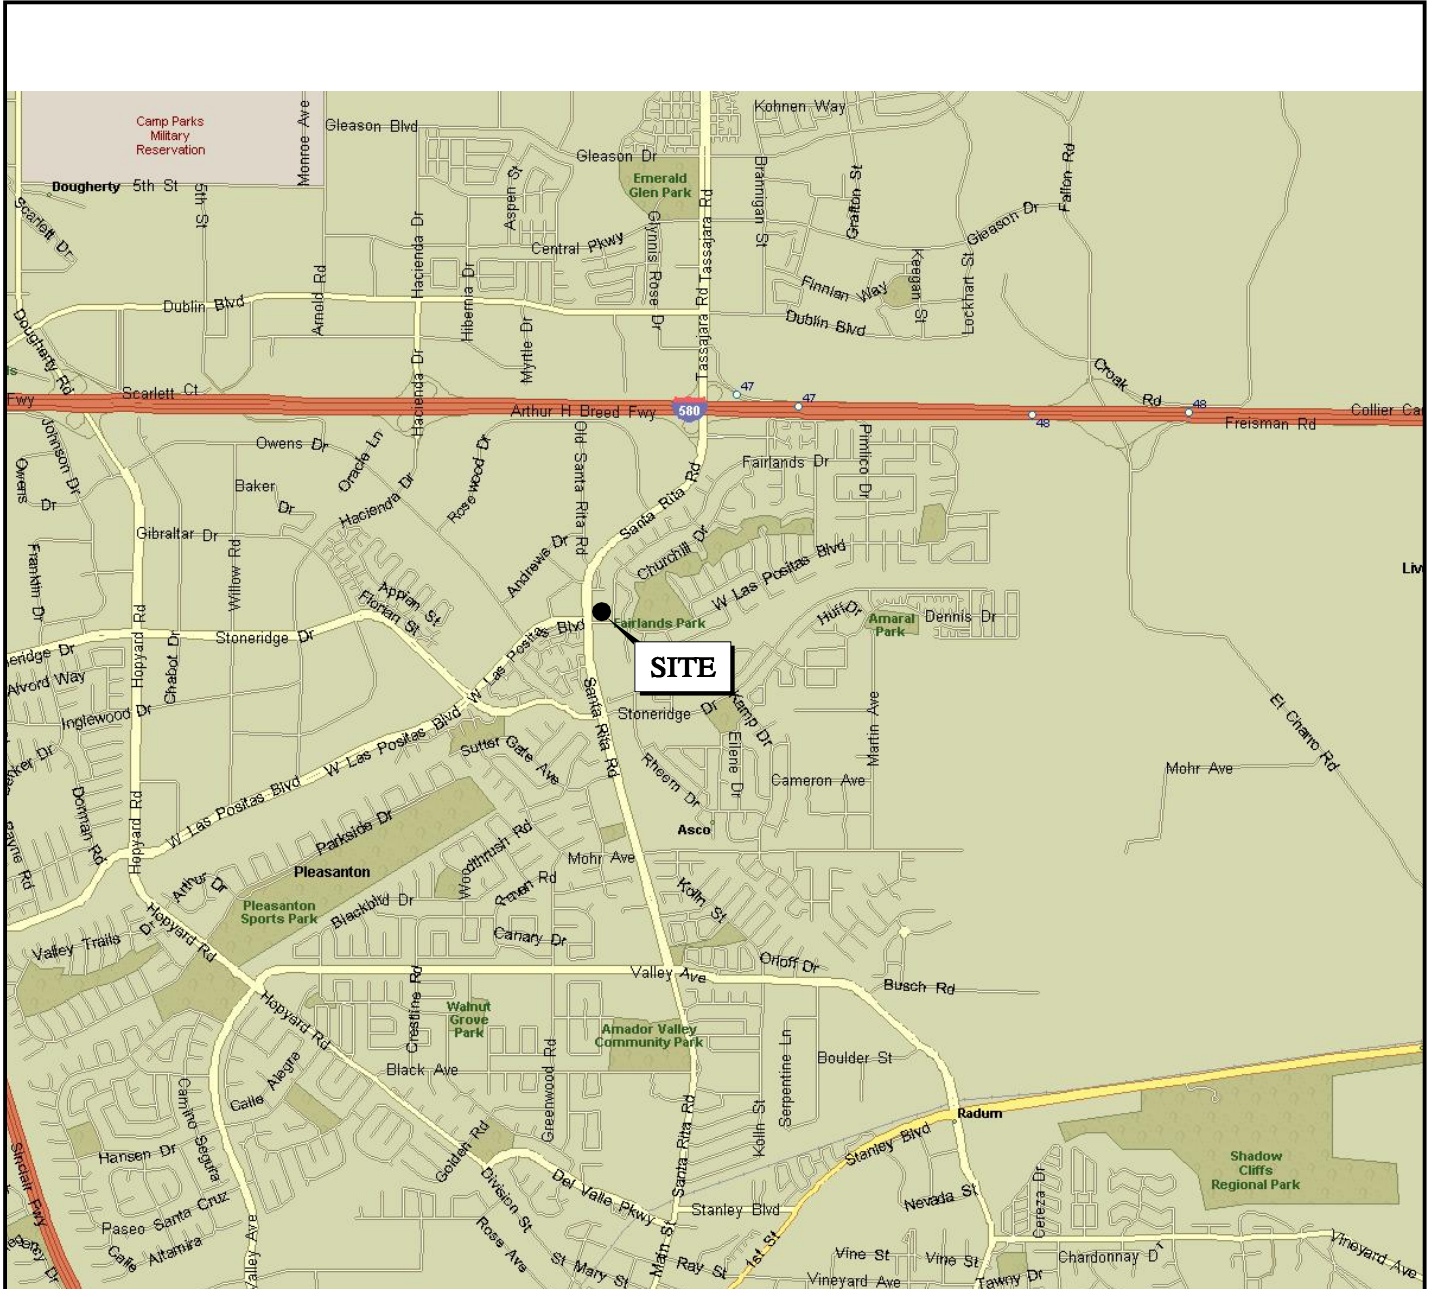 Kohnen Way
Camp Parks
Military
Reservation
Monroe Ave
Gleason Blvd
Gleason Dr
Emerald
Glen Park
Brannigan St
Grafton St
Fallon Rd
Dougherty
5th St
5th St
Aspen St
Scarlett Dr
Glynnis Rose Dr
Tassajara Rd
Tassajara Rd
Tassajara Rd
Gleason Dr
Central Pkwy
Hacienda Dr
Hibernia Dr
Keegan St
Lockhart St
Finnian Way
Arnold Rd
Dublin Blvd
Dublin Blvd
Myrtle Dr
Dougherty Rd
Hacienda Dr
Croak
Rd
Scarlett Ct
47
47
48
48
Fwy
Arthur H Breed Fwy
580
Collier Ca
Freisman Rd
Johnson Dr
Owens Dr
Oracle Ln
Old Santa Rita Rd
Pimlico Dr
Fairlands Dr
Owens
Dr
Baker
Dr
Hacienda Dr
Rosewood Dr
Santa Rita Rd
Gibraltar Dr
Willow Rd
Andrews Dr
Churchill Dr
W Las Positas Blvd
Franklin Dr
Liv
Appian St
Florian St
Huff Dr
Amaral
Park
Dennis Dr
Fairlands Park
Hopyard Rd
Chabot Dr
Stoneridge Dr
W Las Positas Blvd
SITE
eridge Dr
Alvord Way
Inglewood Dr
Santa Rita Rd
Stoneridge Dr
Kamp Dr
Martin Ave
El Charro Rd
W Las Positas Blvd
Sutter Gate Ave
Eilene Dr
Rheem Dr
Cameron Ave
Mohr Ave
Dorman Rd
Hopyard Rd
W Las Positas Blvd
Parkside Dr
Asco
Woodthrush Rd
Mohr Ave
Pleasanton
Arthur Dr
Raven Rd
Kolln St
Pleasanton
Sports Park
Blackbird Dr
Canary Dr
Valley Trails Dr
Hopyard Rd
Orloff Dr
Valley Ave
Busch Rd
Crestline Rd
Hopyard Rd
Walnut
Grove
Park
Amador Valley
Community Park
Serpentine Ln
Boulder St
Black Ave
Greenwood Rd
Calle Alegre
Camino Segura
Santa Rita Rd
Kolln St
Radum
Stanley Blvd
Golden Rd
Hansen Dr
Shadow
Cliffs
Regional Park
Sinclair Fwy
Del Valle Pkwy
Division St
Cereza Dr
Nevada St
Stanley Blvd
Paseo Santa Cruz
Calle Altamira
Valley Ave
Rose Ave
St Mary St
Main St
Ray St
1st St
Vine St
Vine St
Chardonnay Dr
Vineyard Ave
Vineyard Ave
Tawny Dr